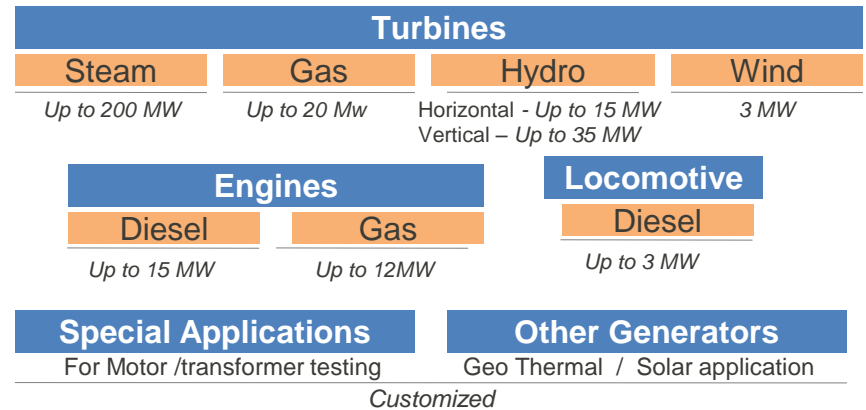 Turbines
Steam Gas Hydro Wind
Up to 200 MW Up to 20 Mw Horizontal - Up to 15 MW 3 MW
Vertical – Up to 35 MW
Engines Locomotive
Diesel Gas Diesel
Up to 15 MW Up to 12MW Up to 3 MW
Special Applications Other Generators
For Motor /transformer testing Geo Thermal / Solar application
Customized